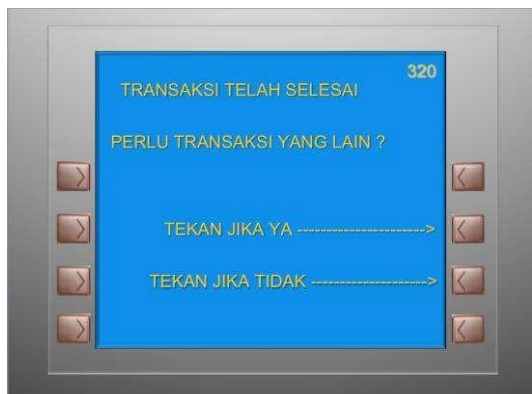 320
TRANSAKSI TELAH SELESAI
PERLU TRANSAKSI YANG LAIN ?
TEKAN JIKA YA ---------------------->
TEKAN JIKA TIDAK -------------------->